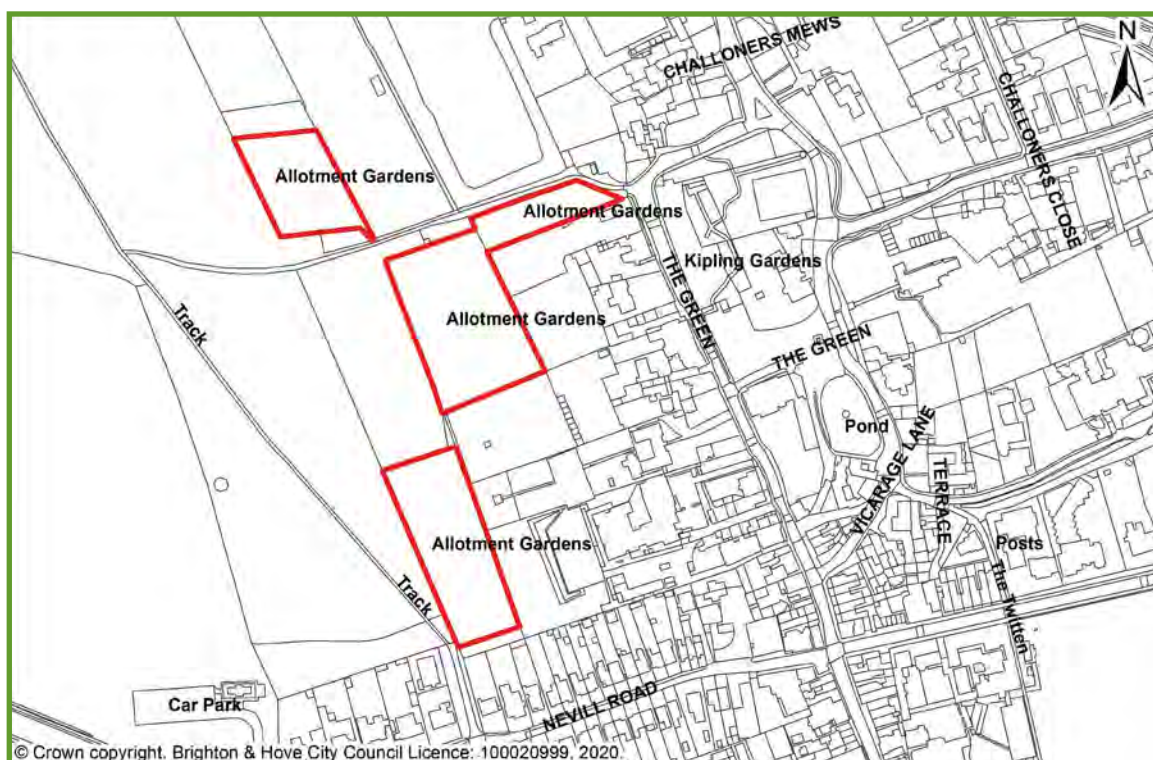 N
CHALLONERS MEWS
CHALLONERS CLOSE
Allotment Gardens
Allotment Gardens
Kipling Gardens
THE GREEN
Allotment Gardens
Track
THE GREEN
Pond
VICARAGE LANE
TERRACE
Allotment Gardens
Posts
Track
The Twitten
NEVILL ROAD
Car Park
© Crown copyright. Brighton & Hove City Council Licence: 100020999, 2020.